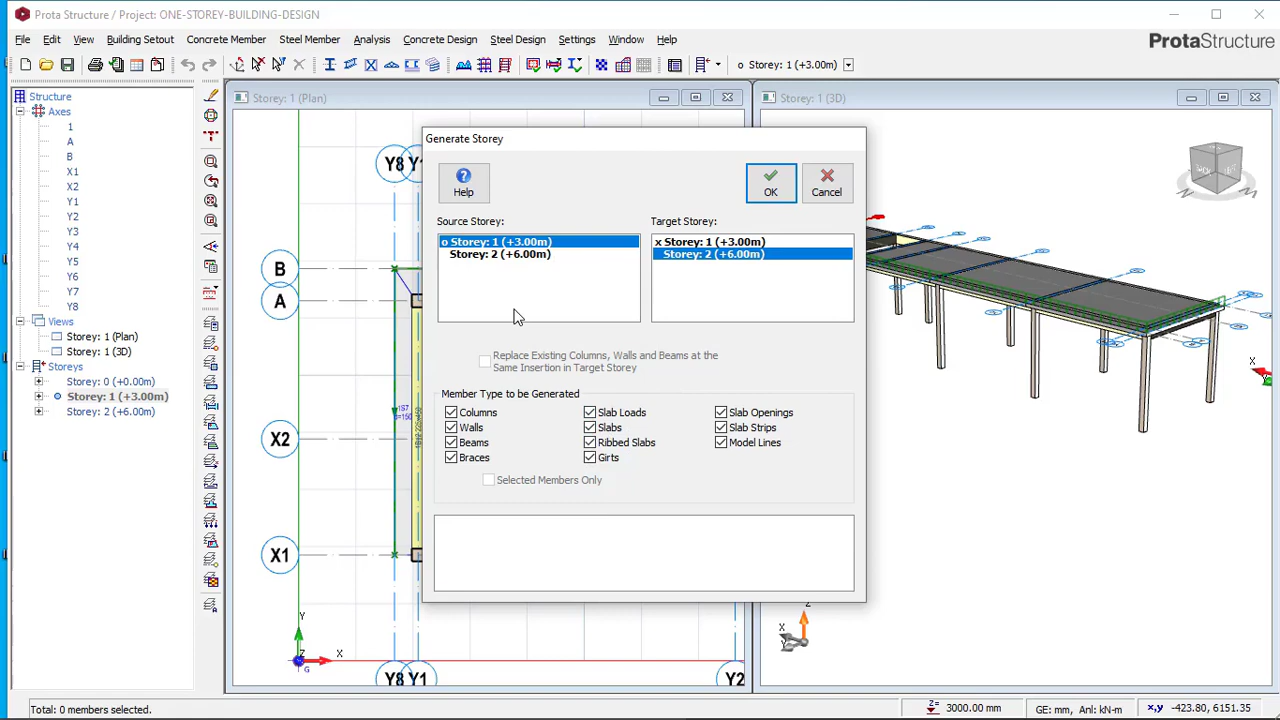 Prota Structure / Project: ONE-STOREY-BUILDING-DESIGN
File Edit View Building Setout Concrete Member Steel Member Analysis Concrete Design Steel Design Settings Window Help
ProtaStructure
o Storey: 1 (+3.00m)
Structure
Axes
1
A
B
X1
X2
Y1
Y2
Y3
Y4
Y5
Y6
Y7
Y8
Views
Storey: 1 (Plan)
Storey: 1 (3D)
Storeys
Storey: 0 (+0.00m)
Storey: 1 (+3.00m)
Storey: 2 (+6.00m)
Storey: 1 (Plan)
Y8 Y1
B
A
X2
X1
Y
X
Z
G
Y8 Y1
Y2
Generate Storey
Help
OK
Cancel
Source Storey:
o Storey: 1 (+3.00m)
Storey: 2 (+6.00m)
Target Storey:
x Storey: 1 (+3.00m)
Storey: 2 (+6.00m)
Replace Existing Columns, Walls and Beams at the
Same Insertion in Target Storey
Member Type to be Generated
Columns
Slab Loads
Slab Openings
Walls
Slabs
Slab Strips
Beams
Ribbed Slabs
Model Lines
Braces
Girts
Selected Members Only
Storey: 1 (3D)
X
Y
Z
X
Y
Total: 0 members selected.
Z= 3000.00 mm
GE: mm, Anl: kN-m
x,y -423.80, 6151.35